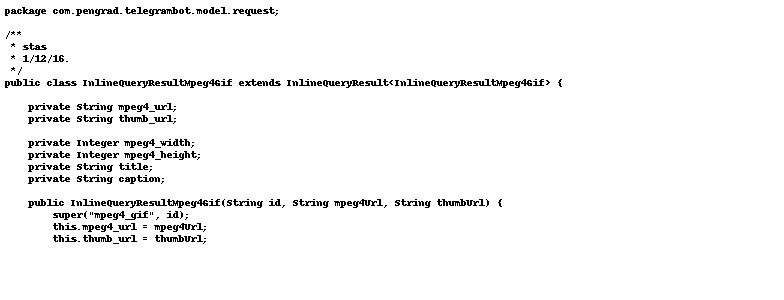 package com.pengrad.telegrambot.model.request;

/**
 * stas
 * 1/12/16.
 */
public class InlineQueryResultMpeg4Gif extends InlineQueryResult<InlineQueryResultMpeg4Gif> {

    private String mpeg4_url;
    private String thumb_url;

    private Integer mpeg4_width;
    private Integer mpeg4_height;
    private String title;
    private String caption;

    public InlineQueryResultMpeg4Gif(String id, String mpeg4Url, String thumbUrl) {
        super("mpeg4_gif", id);
        this.mpeg4_url = mpeg4Url;
        this.thumb_url = thumbUrl;